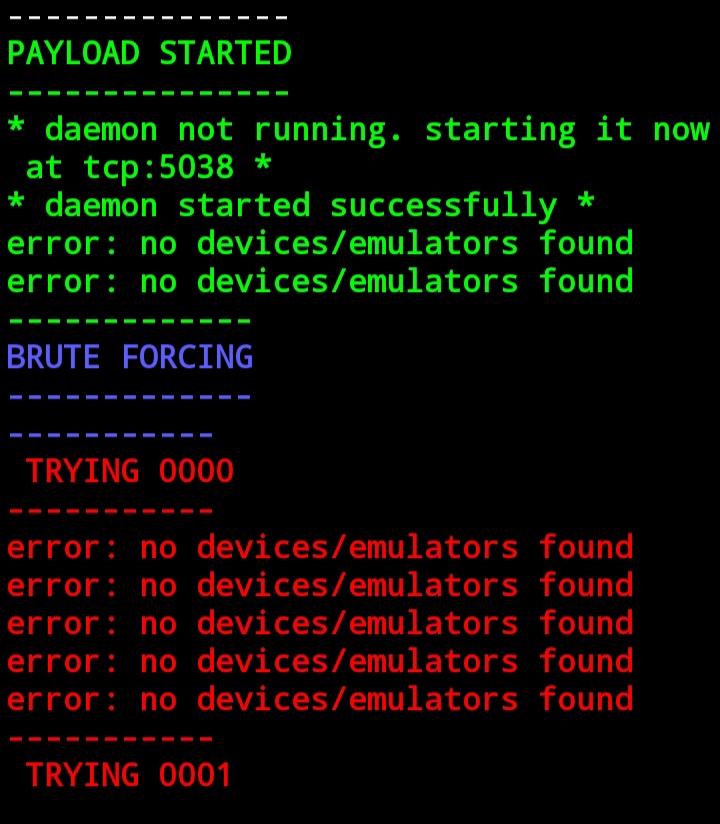 ---------------
PAYLOAD STARTED
---------------
* daemon not running. starting it now
 at tcp:5038 *
* daemon started successfully *
error: no devices/emulators found
error: no devices/emulators found
-------------
BRUTE FORCING
-------------
-----------
 TRYING 0000
-----------
error: no devices/emulators found
error: no devices/emulators found
error: no devices/emulators found
error: no devices/emulators found
error: no devices/emulators found
-----------
 TRYING 0001